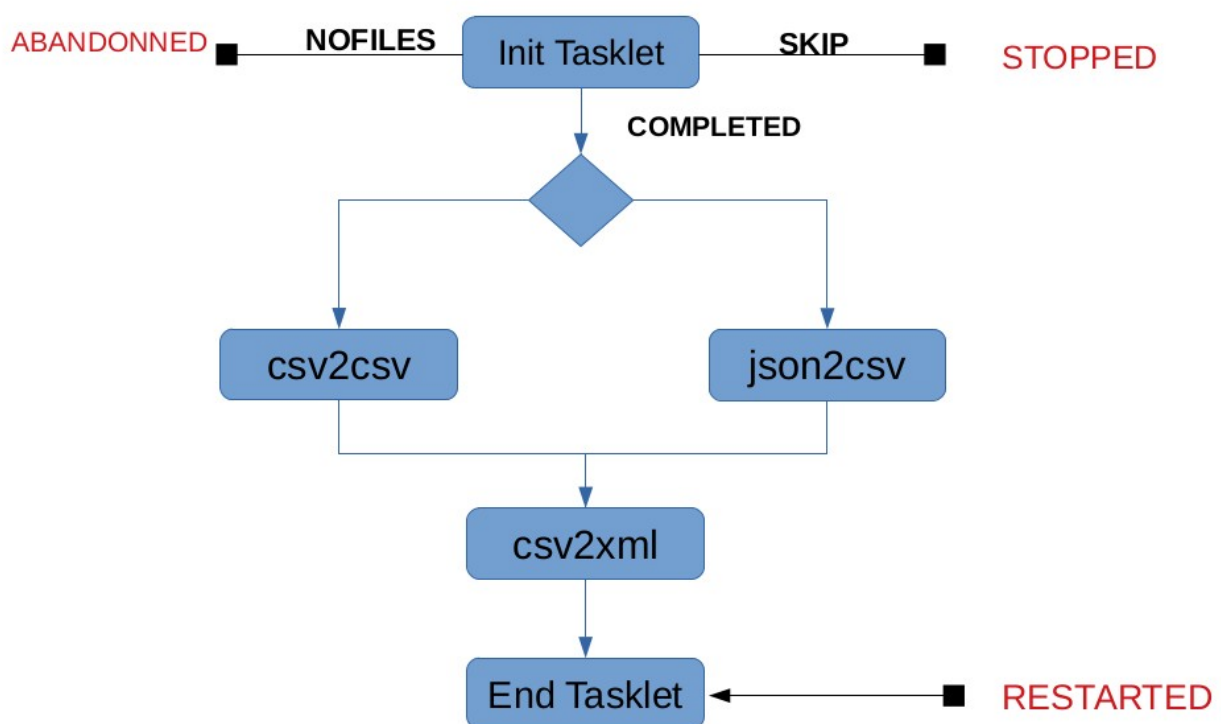 ABANDONNED
NOFILES
Init Tasklet
SKIP
STOPPED
COMPLETED
csv2csv
json2csv
csv2xml
End Tasklet
RESTARTED